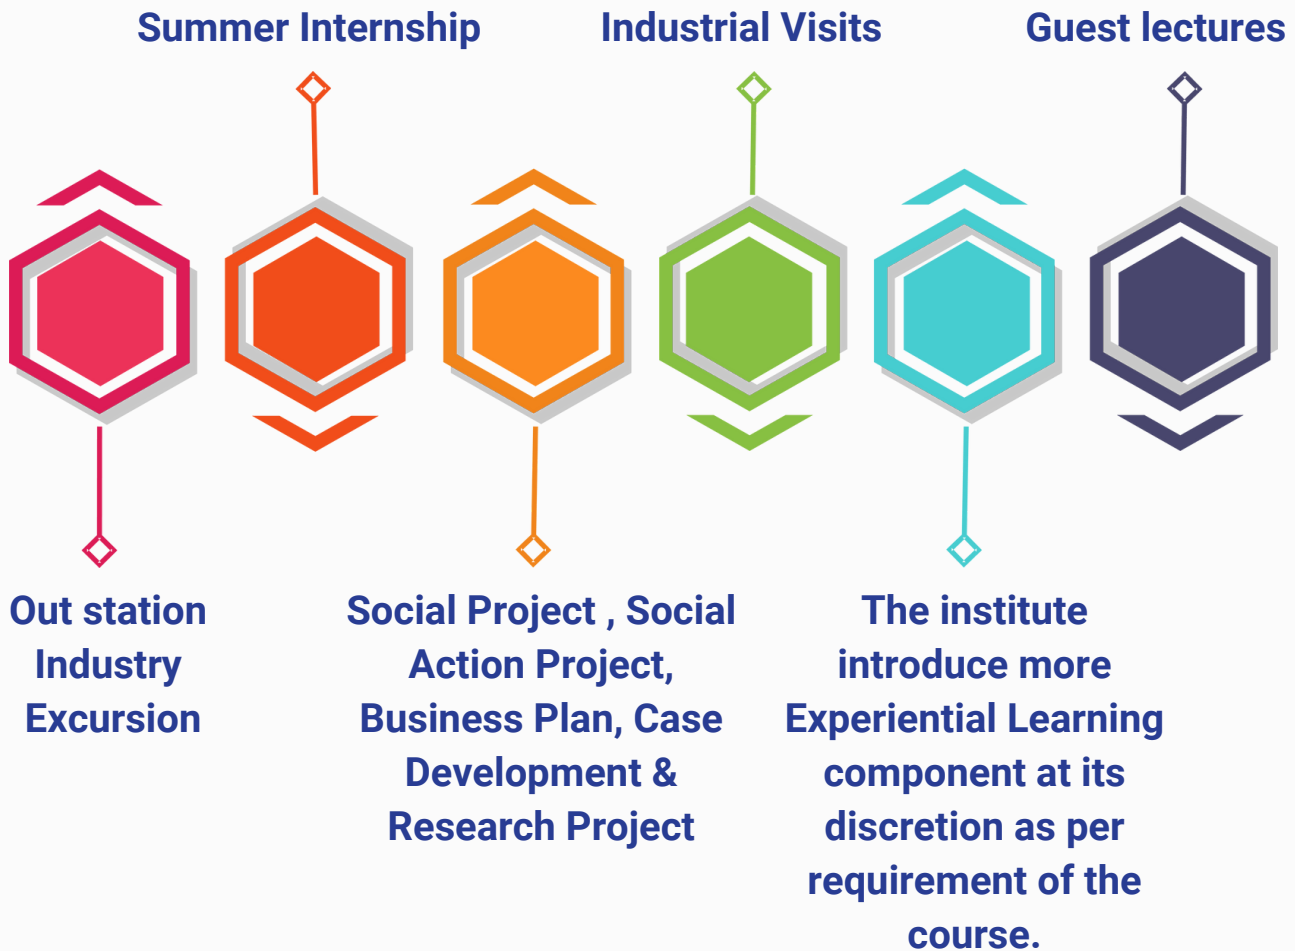 Summer Internship
Industrial Visits
Guest lectures
Out station
Industry
Excursion
Social Project , Social
Action Project,
Business Plan, Case
Development &
Research Project
The institute
introduce more
Experiential Learning
component at its
discretion as per
requirement of the
course.